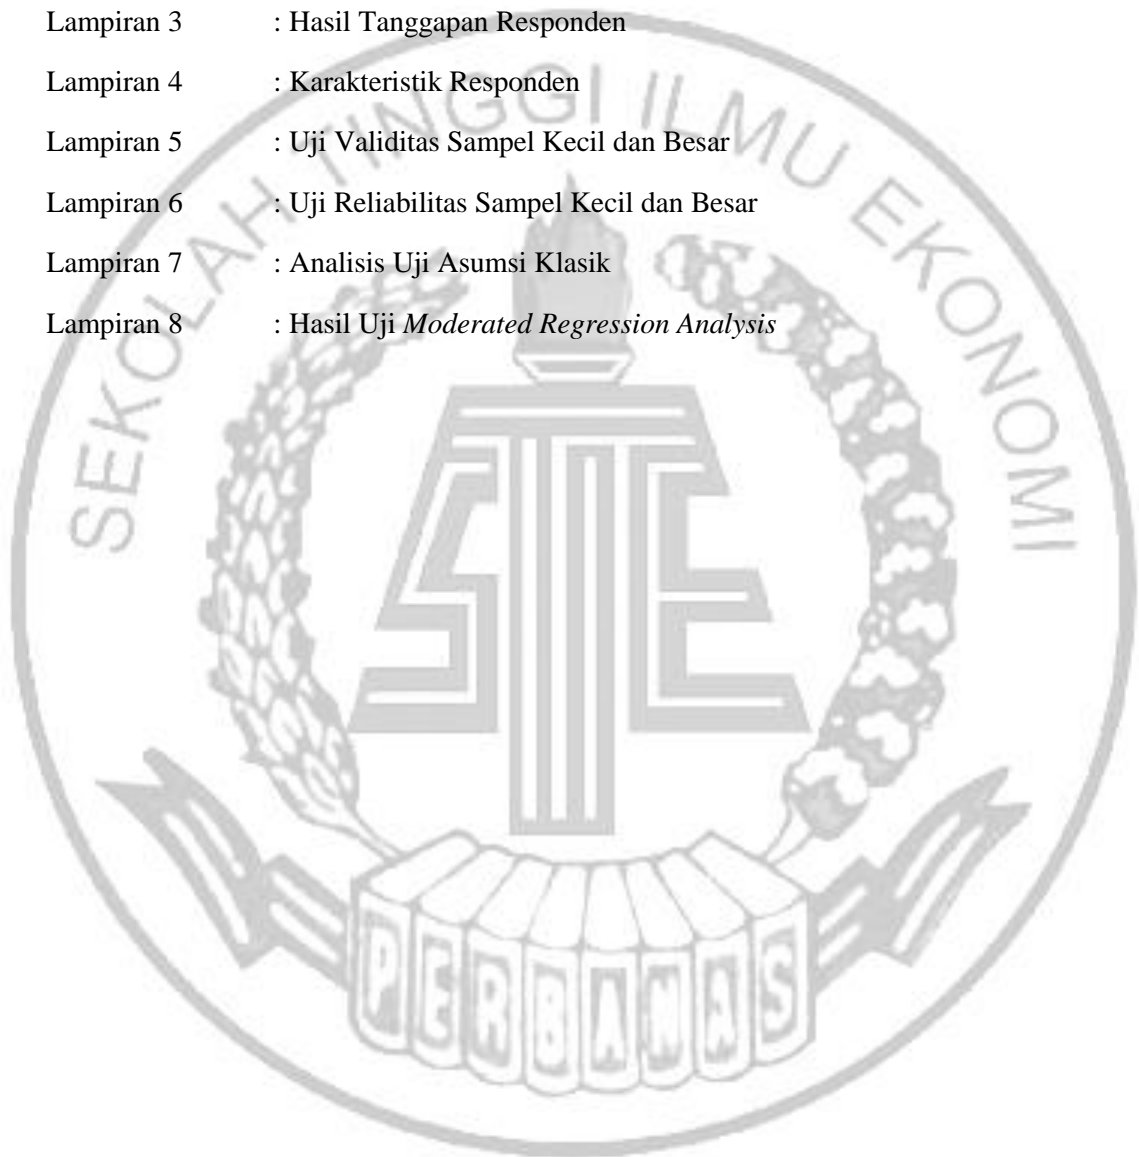 Lampiran 3 : Hasil Tanggapan Responden
Lampiran 4 : Karakteristik Responden
Lampiran 5 : Uji Validitas Sampel Kecil dan Besar
Lampiran 6 : Uji Reliabilitas Sampel Kecil dan Besar
Lampiran 7 : Analisis Uji Asumsi Klasik
Lampiran 8 : Hasil Uji Moderated Regression Analysis
SEKOLAH TINGGI ILMU EKONOMI
STIE
PERBANAS